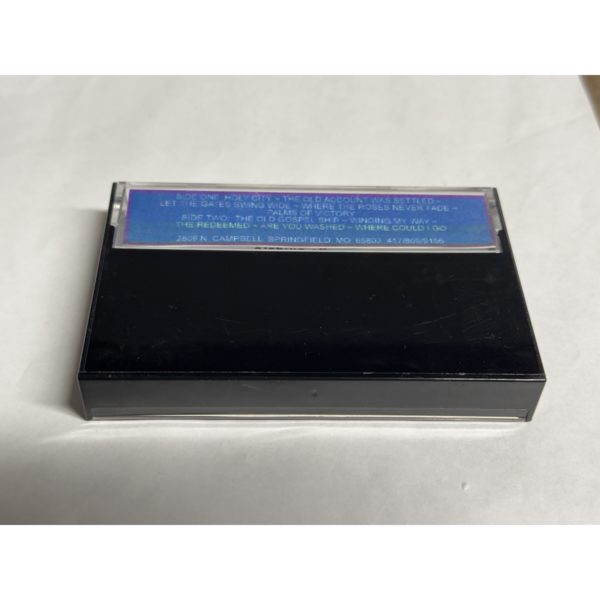 SIDE ONE: HOLY CITY ~ THE OLD ACCOUNT WAS SETTLED ~
LET THE GATES SWING WIDE ~ WHERE THE ROSES NEVER FADE ~
PALMS OF VICTORY
SIDE TWO: THE OLD GOSPEL SHIP ~ WINGING MY WAY ~
THE REDEEMED ~ ARE YOU WASHED ~ WHERE COULD I GO
2809 N. CAMPBELL, SPRINGFIELD, MO.